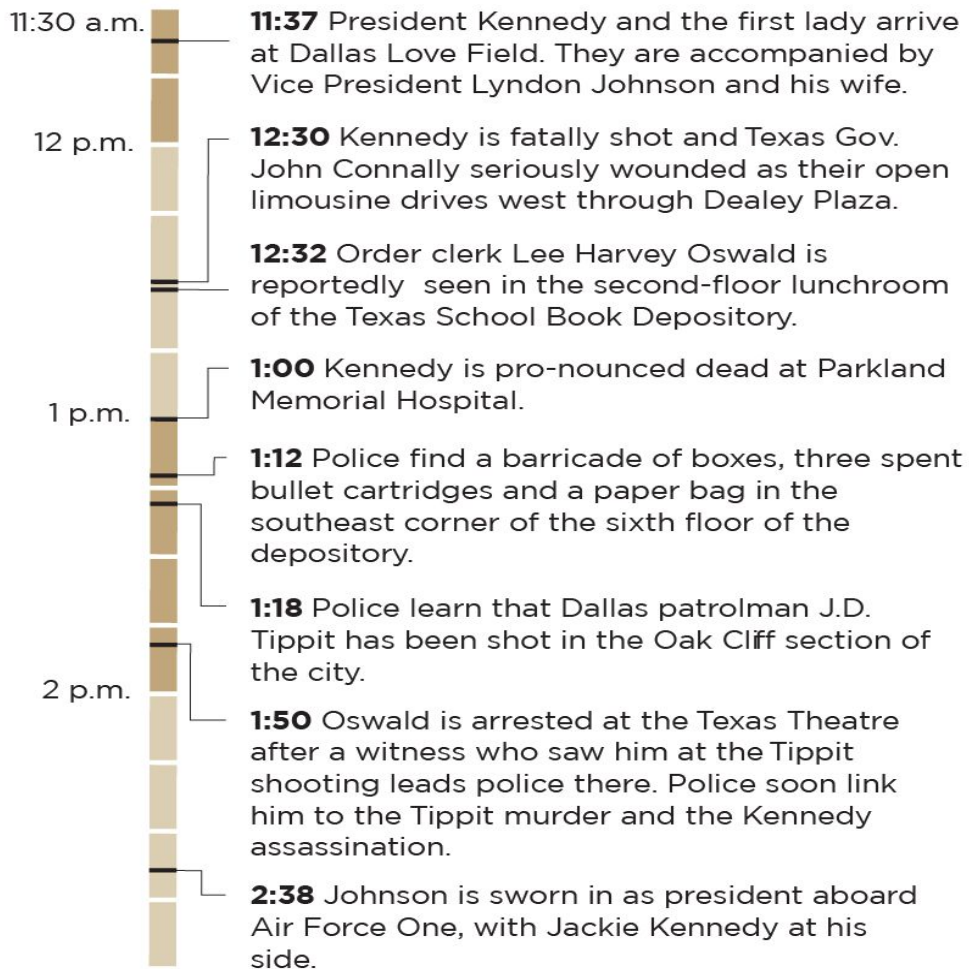 11:30 a.m.
11:37 President Kennedy and the first lady arrive
at Dallas Love Field. They are accompanied by
Vice President Lyndon Johnson and his wife.
12 p.m.
12:30 Kennedy is fatally shot and Texas Gov.
John Connally seriously wounded as their open
limousine drives west through Dealey Plaza.
12:32 Order clerk Lee Harvey Oswald is
reportedly seen in the second-floor lunchroom
of the Texas School Book Depository.
1:00 Kennedy is pro-nounced dead at Parkland
Memorial Hospital.
1 p.m.
1:12 Police find a barricade of boxes, three spent
bullet cartridges and a paper bag in the
southeast corner of the sixth floor of the
depository.
1:18 Police learn that Dallas patrolman J.D.
Tippit has been shot in the Oak Cliff section of
the city.
2 p.m.
1:50 Oswald is arrested at the Texas Theatre
after a witness who saw him at the Tippit
shooting leads police there. Police soon link
him to the Tippit murder and the Kennedy
assassination.
2:38 Johnson is sworn in as president aboard
Air Force One, with Jackie Kennedy at his
side.